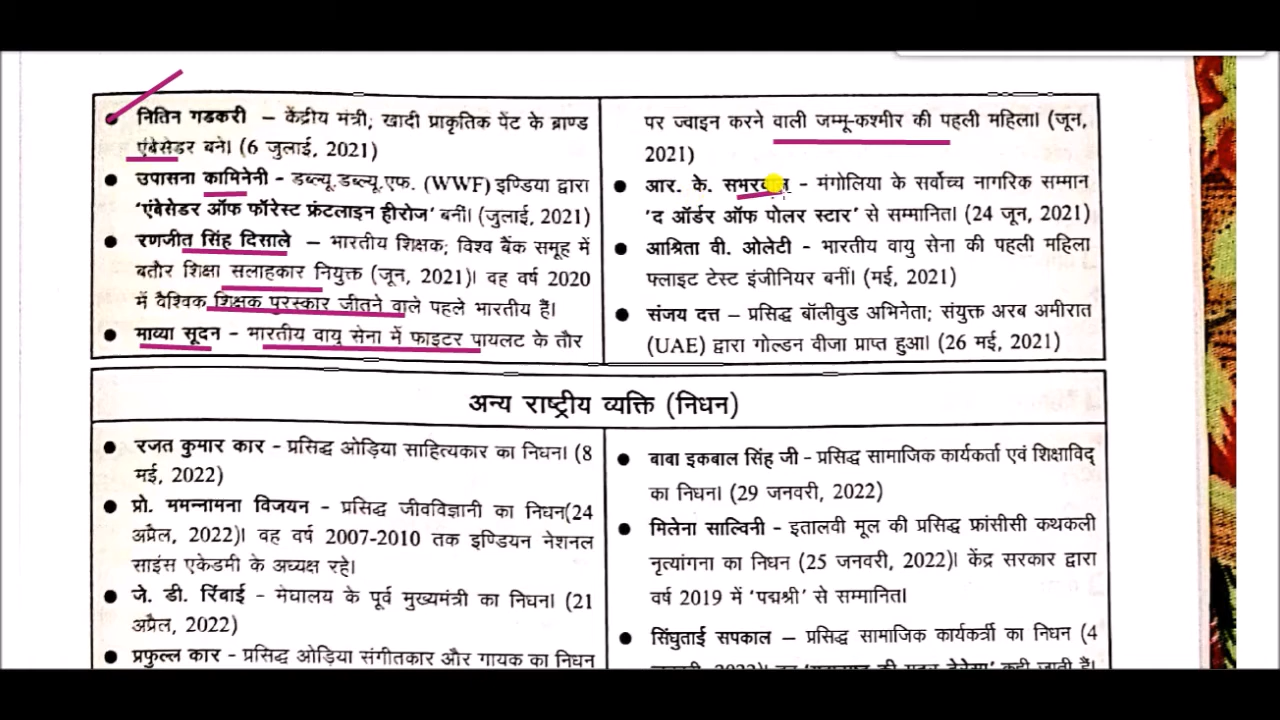 नितिन गडकरी – केंद्रीय मंत्री; खादी प्राकृतिक पेंट के ब्राण्ड
एंबेसेडर बने। (6 जुलाई, 2021)
उपासना कामिनेनी – डब्ल्यू.डब्ल्यू.एफ. (WWF) इण्डिया द्वारा
‘एंबेसेडर ऑफ फॉरेस्ट फ्रंटलाइन हीरोज’ बनीं। (जुलाई, 2021)
रणजीत सिंह दिसाले – भारतीय शिक्षक; विश्व बैंक समूह में
बतौर शिक्षा सलाहकार नियुक्त (जून, 2021)। वह वर्ष 2020
में वैश्विक शिक्षक पुरस्कार जीतने वाले पहले भारतीय हैं।
माव्या सूदन – भारतीय वायु सेना में फाइटर पायलट के तौर
पर ज्वाइन करने वाली जम्मू-कश्मीर की पहली महिला। (जून,
2021)
आर. के. सभरवाल - मंगोलिया के सर्वोच्च नागरिक सम्मान
‘द ऑर्डर ऑफ पोलर स्टार’ से सम्मानित। (24 जून, 2021)
आश्रिता वी. ओलेटी - भारतीय वायु सेना की पहली महिला
फ्लाइट टेस्ट इंजीनियर बनीं। (मई, 2021)
संजय दत्त – प्रसिद्ध बॉलीवुड अभिनेता; संयुक्त अरब अमीरात
(UAE) द्वारा गोल्डन वीजा प्राप्त हुआ। (26 मई, 2021)
अन्य राष्ट्रीय व्यक्ति (निधन)
रजत कुमार कार - प्रसिद्ध ओड़िया साहित्यकार का निधन। (8
मई, 2022)
प्रो. ममन्नामना विजयन - प्रसिद्ध जीवविज्ञानी का निधन(24
अप्रैल, 2022)। वह वर्ष 2007-2010 तक इण्डियन नेशनल
साइंस एकेडमी के अध्यक्ष रहे।
जे. डी. रिंबाई - मेघालय के पूर्व मुख्यमंत्री का निधन। (21
अप्रैल, 2022)
प्रफुल्ल कार - प्रसिद्ध ओड़िया संगीतकार और गायक का निधन
बाबा इकबाल सिंह जी - प्रसिद्ध सामाजिक कार्यकर्ता एवं शिक्षाविद्
का निधन। (29 जनवरी, 2022)
मिलेना साल्विनी - इतालवी मूल की प्रसिद्ध फ्रांसीसी कथकली
नृत्यांगना का निधन (25 जनवरी, 2022)। केंद्र सरकार द्वारा
वर्ष 2019 में ‘पद्मश्री’ से सम्मानित।
सिंधुताई सपकाल – प्रसिद्ध सामाजिक कार्यकर्त्री का निधन (4